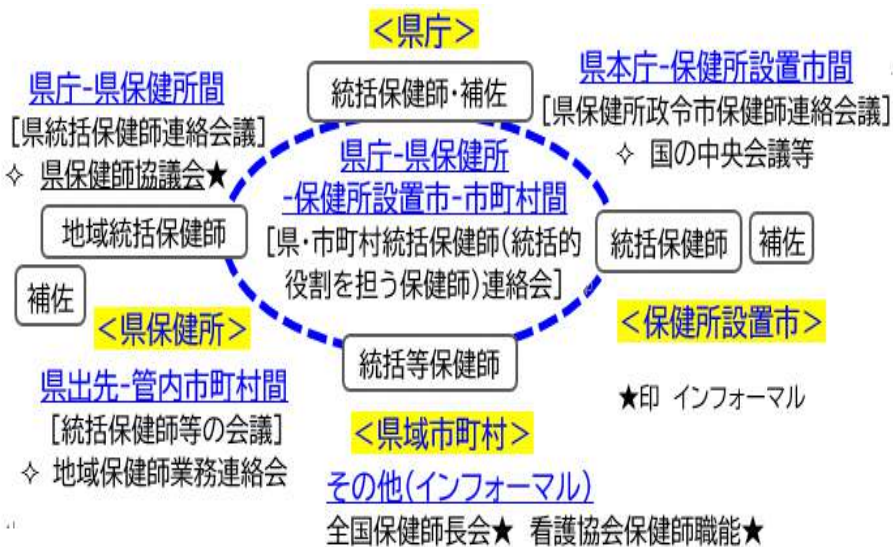 <県庁>
統括保健師・補佐
県庁-県保健所間
[県統括保健師連絡会議]
✧ 県保健師協議会★
県本庁-保健所設置市間
[県保健所政令市保健師連絡会議]
✧ 国の中央会議等
県庁-県保健所
-保健所設置市-市町村間
[県・市町村統括保健師(統括的
役割を担う保健師)連絡会]
地域統括保健師
補佐
<県保健所>
統括保健師
補佐
<保健所設置市>
統括等保健師
<県域市町村>
県出先-管内市町村間
[統括保健師等の会議]
✧ 地域保健師業務連絡会
★印 インフォーマル
その他(インフォーマル)
全国保健師長会★ 看護協会保健師職能★